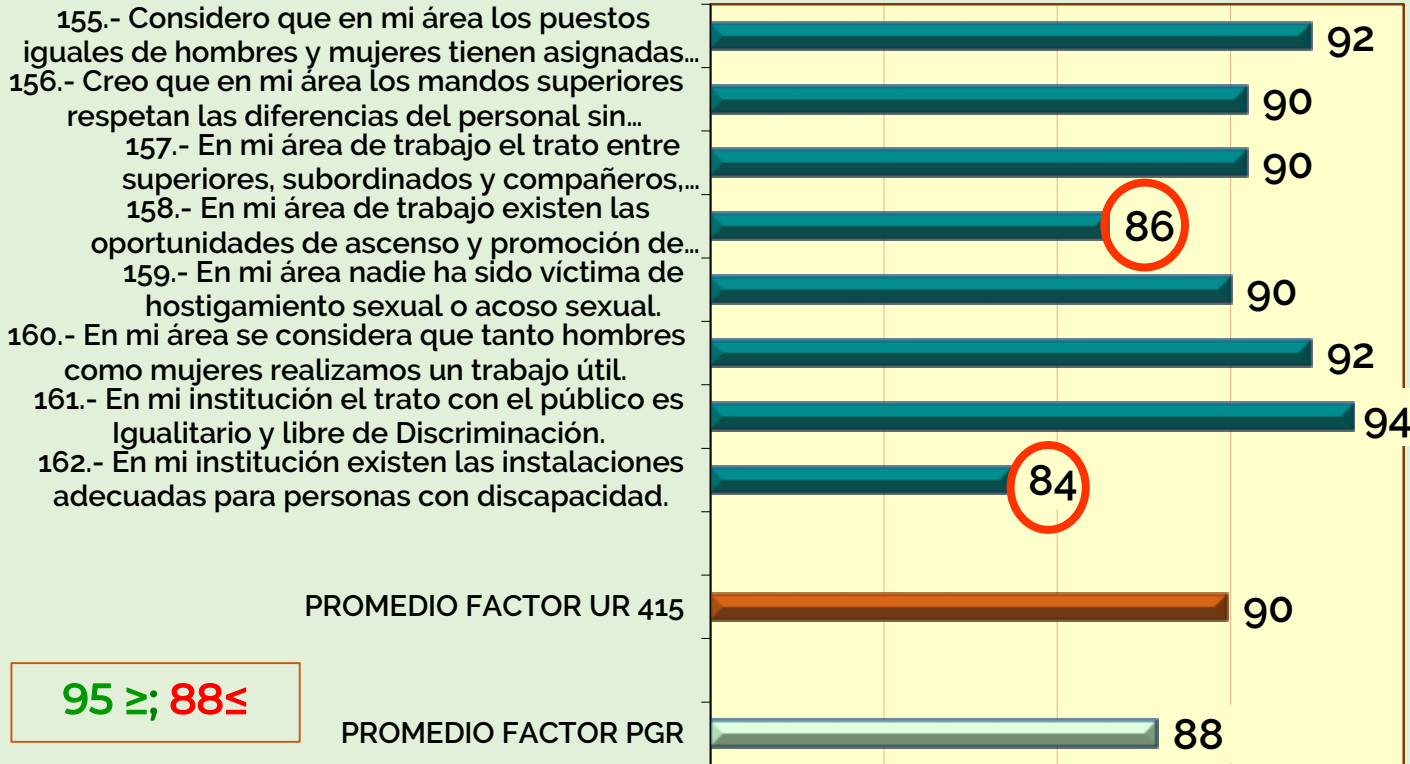 155.- Considero que en mi área los puestos
iguales de hombres y mujeres tienen asignadas...
92
156.- Creo que en mi área los mandos superiores
respetan las diferencias del personal sin...
90
157.- En mi área de trabajo el trato entre
superiores, subordinados y compañeros,...
90
158.- En mi área de trabajo existen las
oportunidades de ascenso y promoción de...
86
159.- En mi área nadie ha sido víctima de
hostigamiento sexual o acoso sexual.
90
160.- En mi área se considera que tanto hombres
como mujeres realizamos un trabajo útil.
92
161.- En mi institución el trato con el público es
Igualitario y libre de Discriminación.
94
162.- En mi institución existen las instalaciones
adecuadas para personas con discapacidad.
84
PROMEDIO FACTOR UR 415
90
95 ≥; 88≤
PROMEDIO FACTOR PGR
88